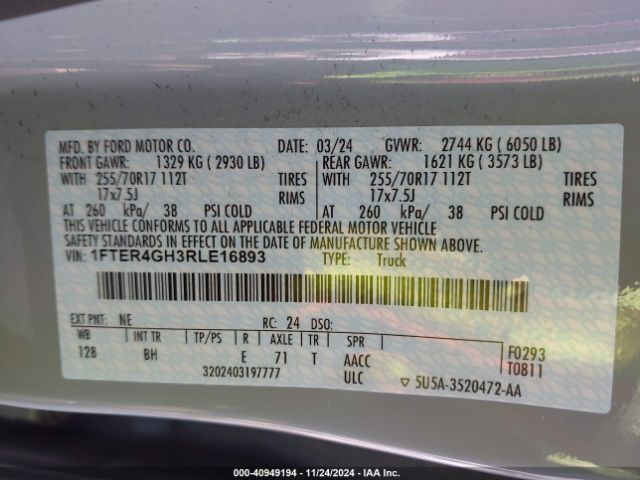 MFD. BY FORD MOTOR CO. DATE: 03/24 GVWR: 2744 KG ( 6050 LB)
FRONT GAWR: 1329 KG ( 2930 LB) REAR GAWR: 1621 KG ( 3573 LB)
WITH 255/70R17 112T TIRES WITH 255/70R17 112T TIRES
17x7.5J RIMS 17x7.5J RIMS
AT 260 kPa/ 38 PSI COLD AT 260 kPa/ 38 PSI COLD
THIS VEHICLE CONFORMS TO ALL APPLICABLE FEDERAL MOTOR VEHICLE
SAFETY STANDARDS IN EFFECT ON THE DATE OF MANUFACTURE SHOWN ABOVE.
VIN: 1FTER4GH3RLE16893 TYPE: Truck
EXT PNT: NE RC: 24 DSO:
WB INT TR TP/PS R AXLE TR SPR F0293
128 BH E 71 T AACC T0811
3202403197777 ULC ▽ 5U5A-3520472-AA
000-40949194 - 11/24/2024 - IAA Inc.